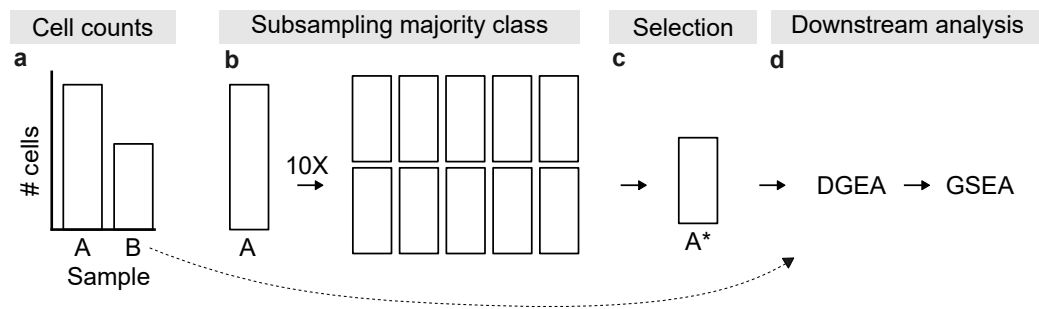 Cell counts
Subsampling majority class
Selection
Downstream analysis
a
b
c
d
# cells
A
B
Sample
A
10X
A*
DGEA
GSEA